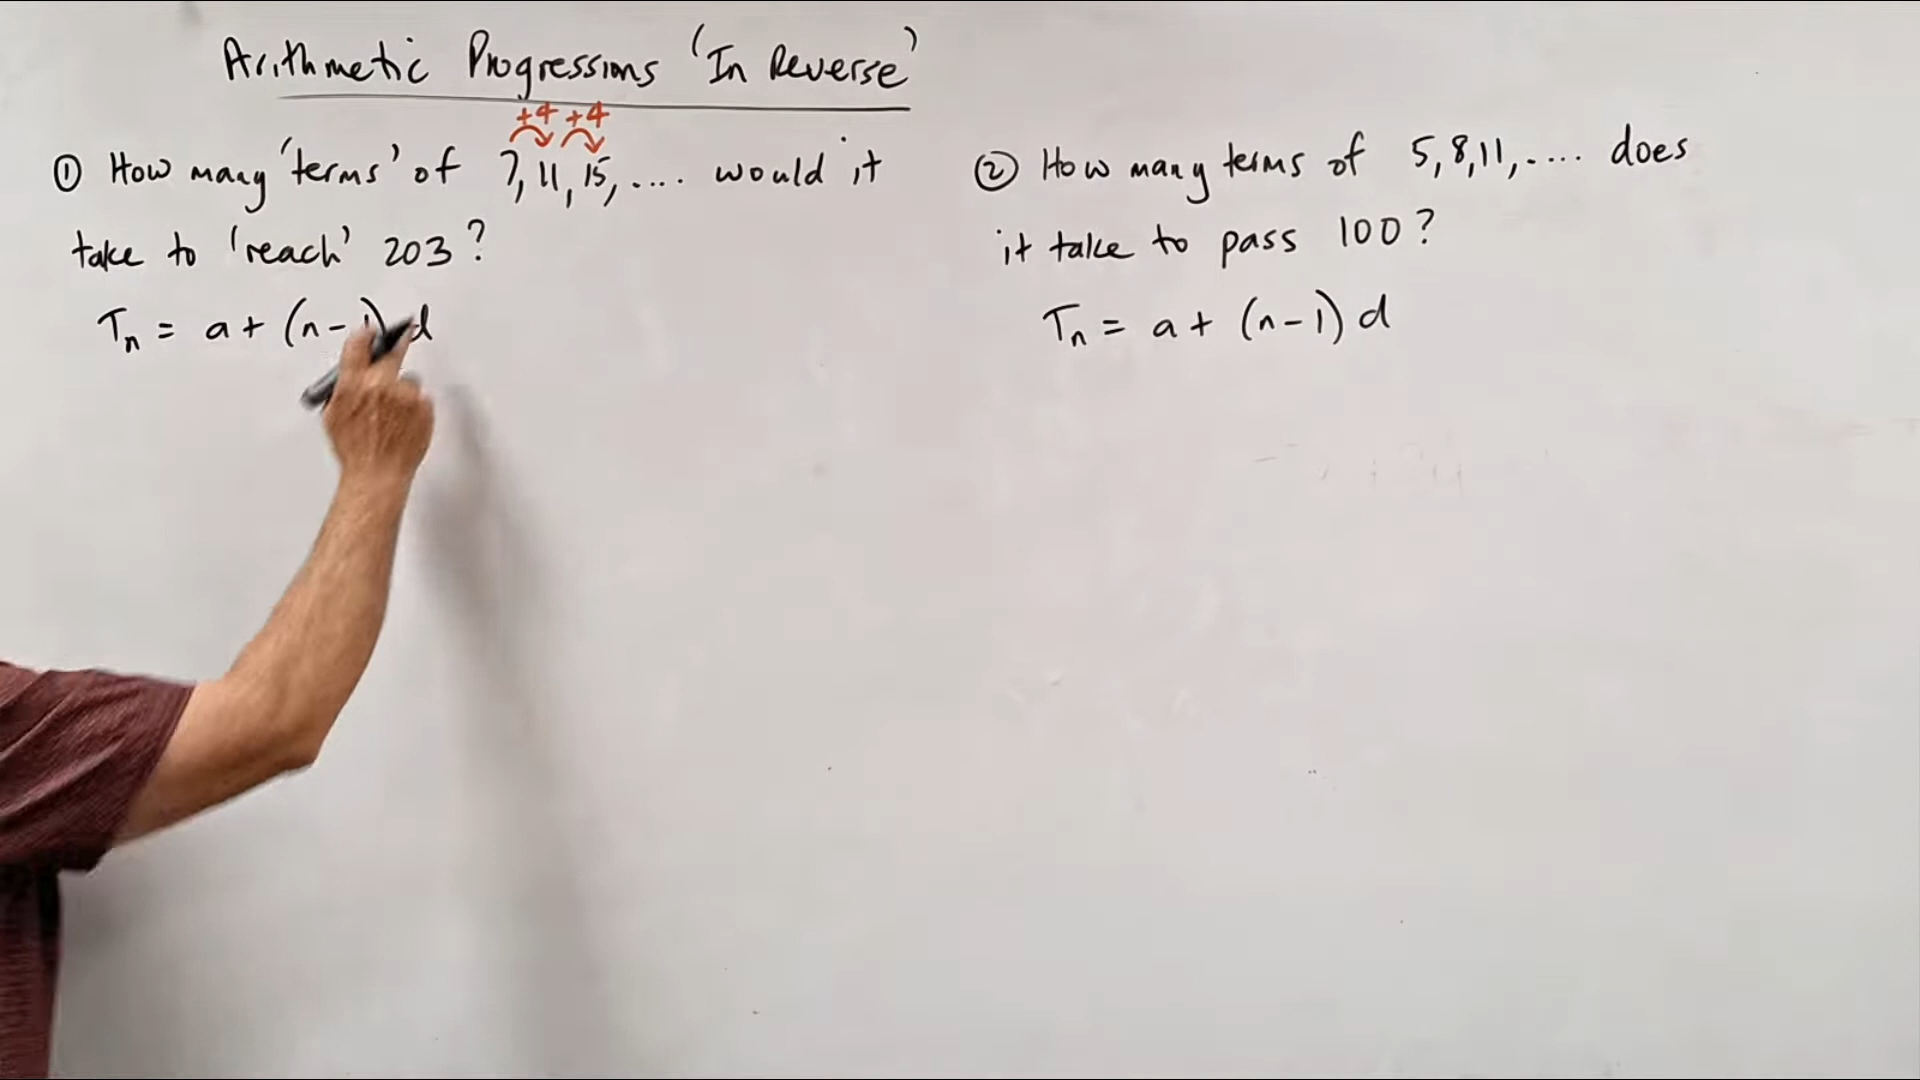 Arithmetic Progressions 'In Reverse'
+4 +4
① How many 'terms' of 7, 11, 15, .... would it
take to 'reach' 203?
Tn = a + (n-1) d
② How many terms of 5, 8, 11, .... does
it take to pass 100?
Tn = a + (n-1) d